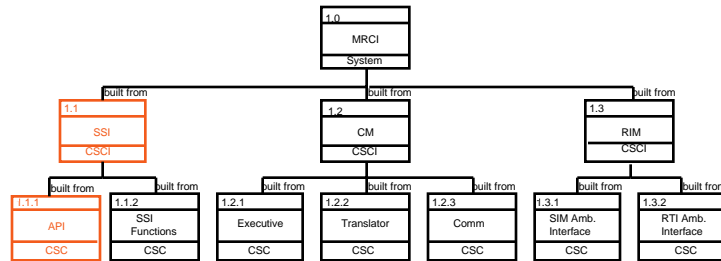 1.0
MRCI
System
built from
built from
built from
1.1
SSI
CSCI
1.2
CM
CSCI
1.3
RIM
CSCI
built from
built from
built from
built from
built from
built from
built from
I.1.1
API
CSC
1.1.2
SSI
Functions
CSC
1.2.1
Executive
CSC
1.2.2
Translator
CSC
1.2.3
Comm
CSC
1.3.1
SIM Amb.
Interface
CSC
1.3.2
RTI Amb.
Interface
CSC